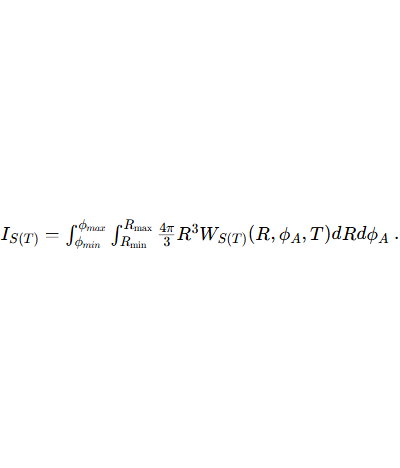 $I_{S(T)} = \int_{\phi_{min}}^{\phi_{max}} \int_{R_{\min}}^{R_{\max}} \frac{4\pi}{3} R^3 W_{S(T)}(R, \phi_A, T) dR d\phi_A \ .$